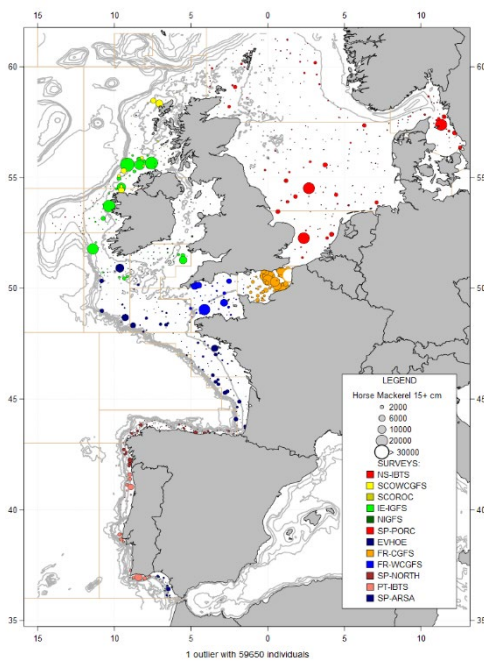 60
55
50
45
40
35
15
10
5
0
5
10
LEGEND
Horse Mackerel 15+ cm
2000
6000
10000
20000
> 30000
SURVEYS:
NS-IBTS
SCOWCGFS
SCOROC
IE-IGFS
NIGFS
SP-PORC
EVHOE
FR-CGFS
FR-WCGFS
SP-NORTH
PT-IBTS
SP-ARSA
60
55
50
45
40
35
15
10
5
0
5
10
1 outlier with 59650 individuals